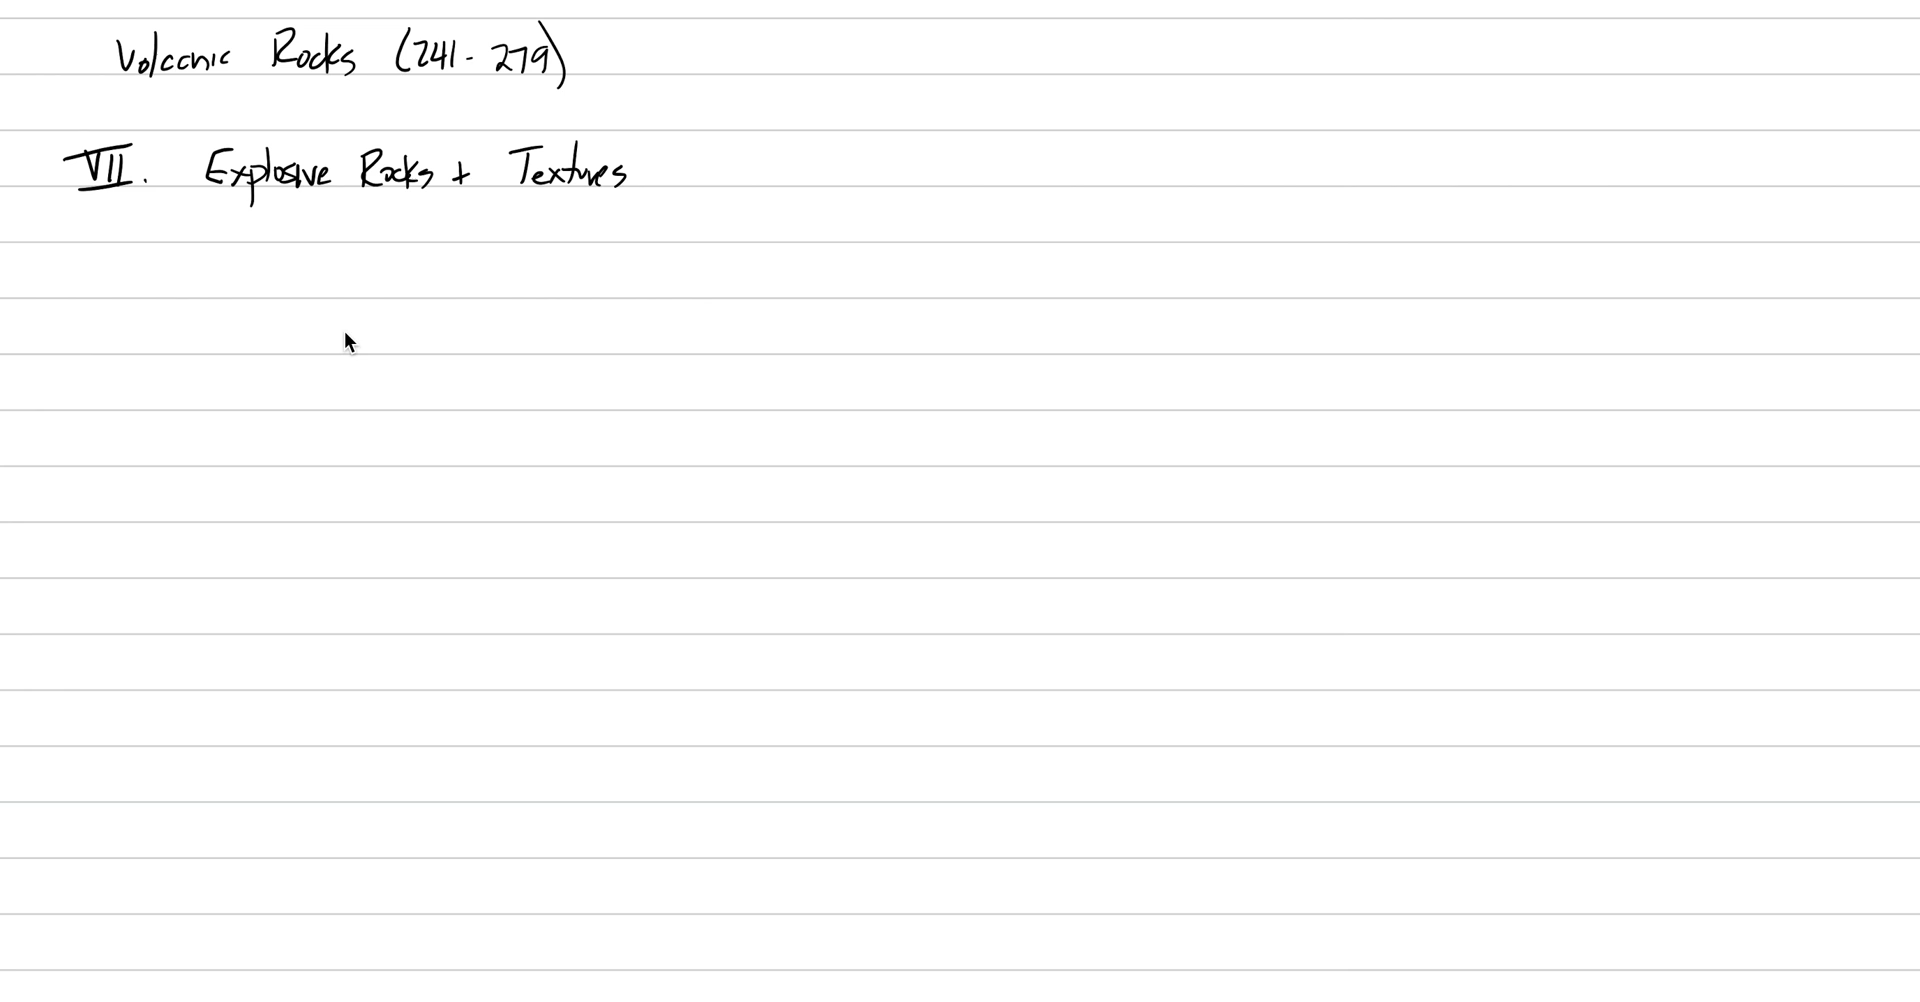 Volcanic Rocks (241-279)
VII. Explosive Rocks + Textures